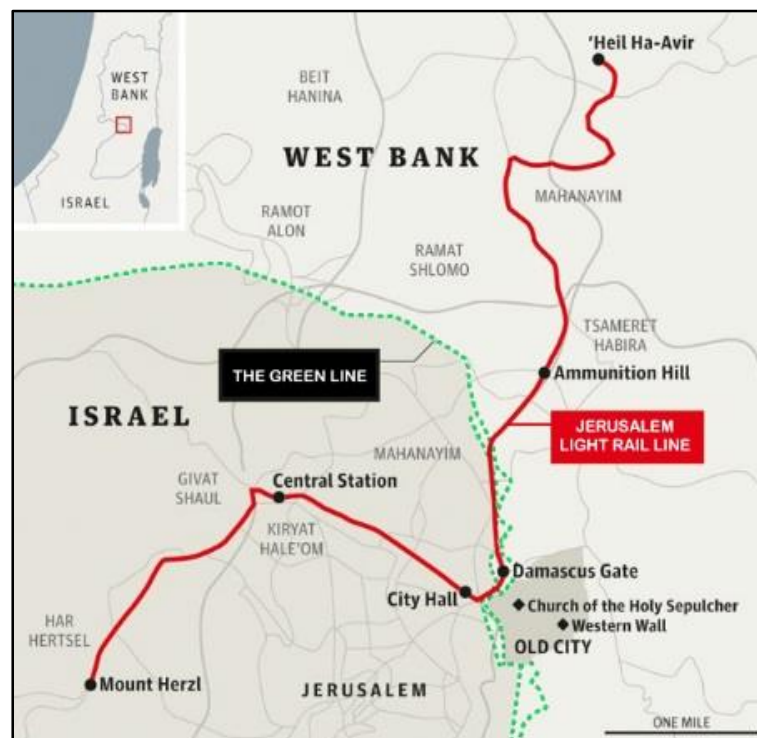 WEST
BANK
ISRAEL
'Heil Ha-Avir
BEIT
HANINA
WEST BANK
MAHANAYIM
RAMOT
ALON
RAMAT
SHLOMO
TSAMERET
HABIRA
THE GREEN LINE
Ammunition Hill
ISRAEL
JERUSALEM
LIGHT RAIL LINE
MAHANAYIM
GIVAT
SHAUL
Central Station
KIRYAT
HALE'OM
Damascus Gate
City Hall
Church of the Holy Sepulcher
Western Wall
OLD CITY
HAR
HERTSEL
Mount Herzl
JERUSALEM
ONE MILE